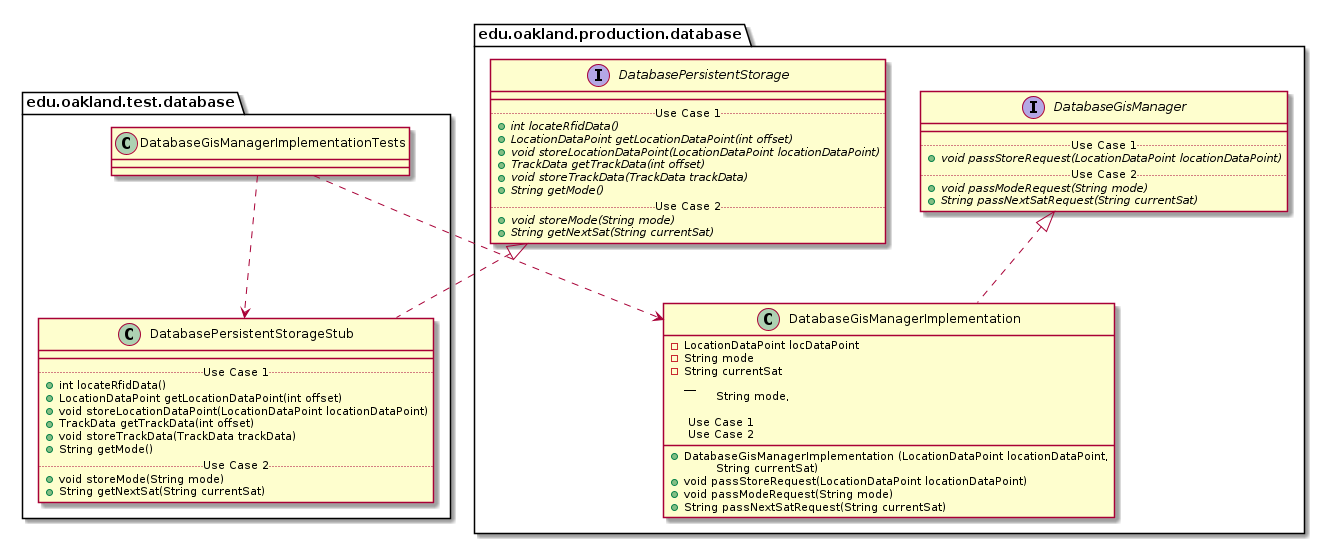 edu.oakland.production.database
I DatabasePersistentStorage
Use Case 1
int locateRfidData()
LocationDataPoint getLocationDataPoint(int offset)
void storeLocationDataPoint(LocationDataPoint locationDataPoint)
TrackData getTrackData(int offset)
void storeTrackData(TrackData trackData)
String getMode()
Use Case 2
void storeMode(String mode)
String getNextSat(String currentSat)
I DatabaseGisManager
Use Case 1
void passStoreRequest(LocationDataPoint locationDataPoint)
Use Case 2
void passModeRequest(String mode)
String passNextSatRequest(String currentSat)
edu.oakland.test.database
C DatabaseGisManagerImplementationTests
C DatabasePersistentStorageStub
Use Case 1
int locateRfidData()
LocationDataPoint getLocationDataPoint(int offset)
void storeLocationDataPoint(LocationDataPoint locationDataPoint)
TrackData getTrackData(int offset)
void storeTrackData(TrackData trackData)
String getMode()
Use Case 2
void storeMode(String mode)
String getNextSat(String currentSat)
C DatabaseGisManagerImplementation
LocationDataPoint locDataPoint
String mode
String currentSat
__
String mode,
Use Case 1
Use Case 2
DatabaseGisManagerImplementation (LocationDataPoint locationDataPoint,
String currentSat)
void passStoreRequest(LocationDataPoint locationDataPoint)
void passModeRequest(String mode)
String passNextSatRequest(String currentSat)